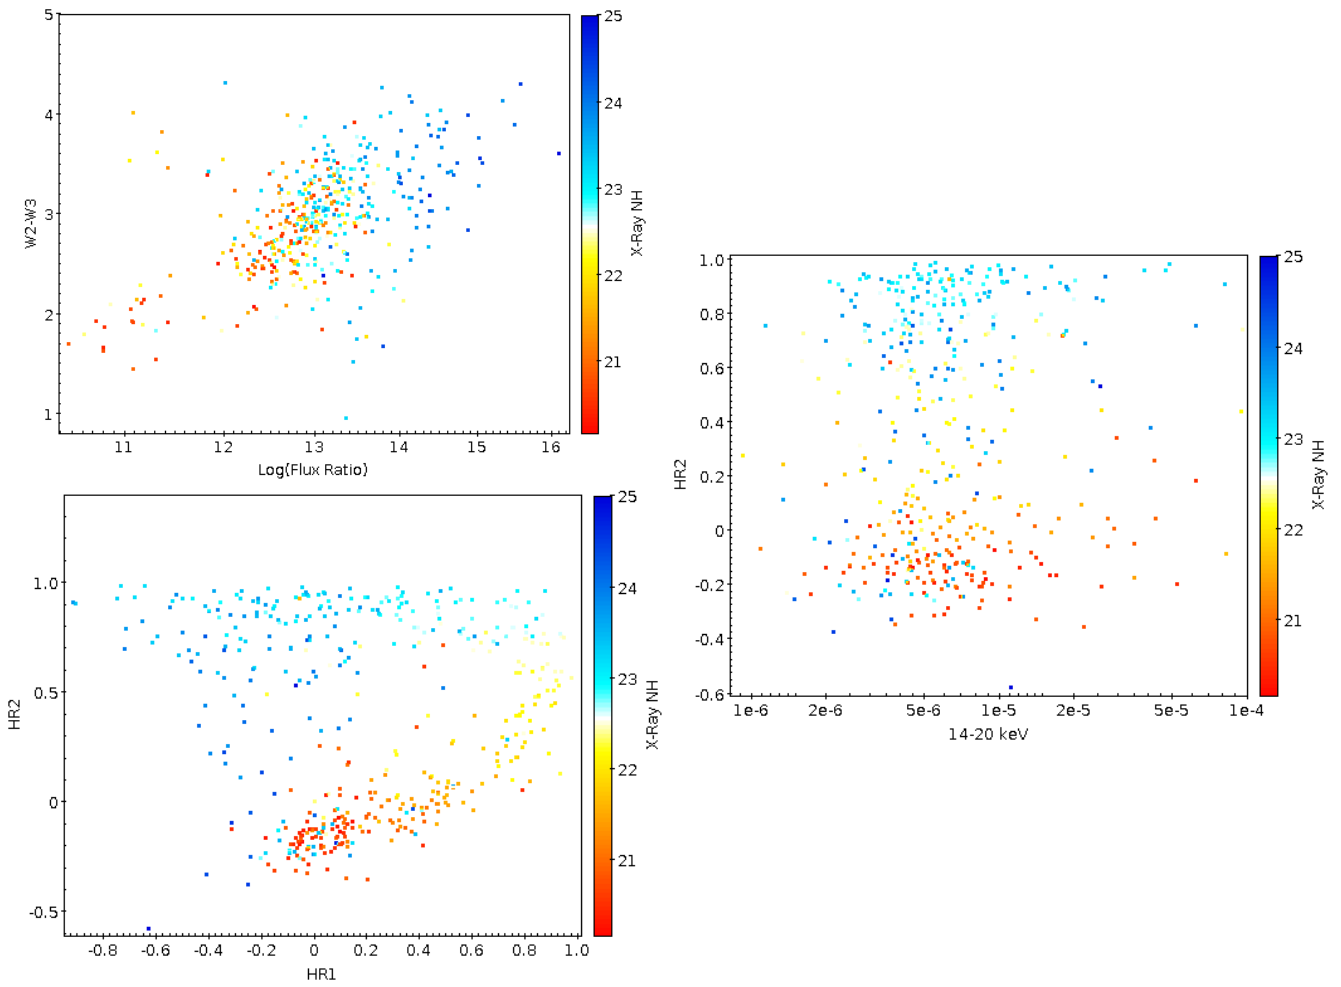 5
4
3
2
1
W2-W3
11 12 13 14 15 16
Log(Flux Ratio)
25
24
23
22
21
X-Ray NH
1.0
0.5
0
-0.5
HR2
-0.8 -0.6 -0.4 -0.2 0 0.2 0.4 0.6 0.8 1.0
HR1
25
24
23
22
21
X-Ray NH
1.0
0.8
0.6
0.4
0.2
0
-0.2
-0.4
-0.6
HR2
1e-6 2e-6 5e-6 1e-5 2e-5 5e-5 1e-4
14-20 keV
25
24
23
22
21
X-Ray NH